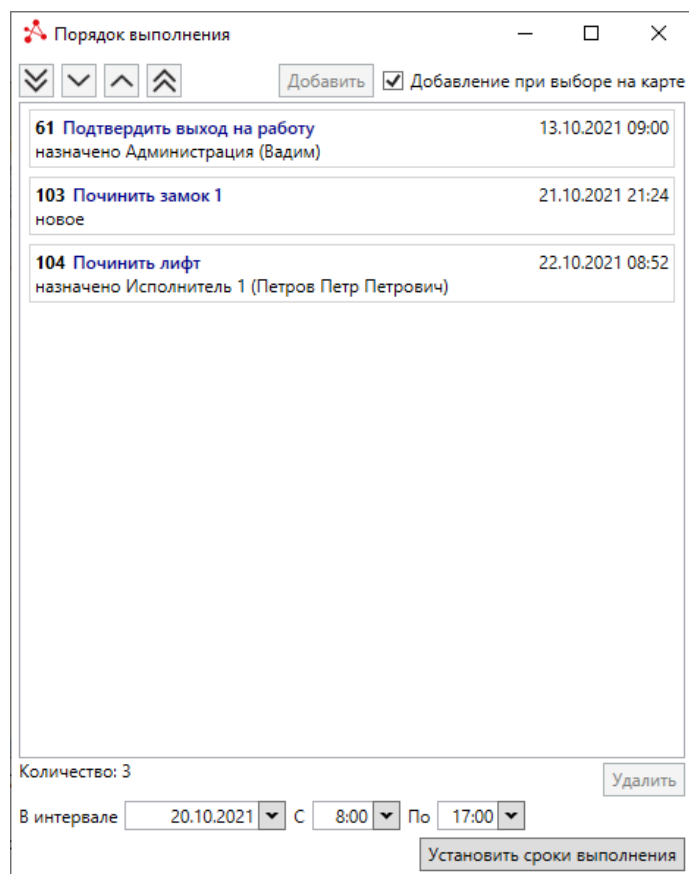 Порядок выполнения
Добавить Добавление при выборе на карте
61 Подтвердить выход на работу 13.10.2021 09:00
назначено Администрация (Вадим)
103 Починить замок 1 21.10.2021 21:24
новое
104 Починить лифт 22.10.2021 08:52
назначено Исполнитель 1 (Петров Петр Петрович)
Количество: 3
Удалить
В интервале 20.10.2021 С 8:00 По 17:00
Установить сроки выполнения